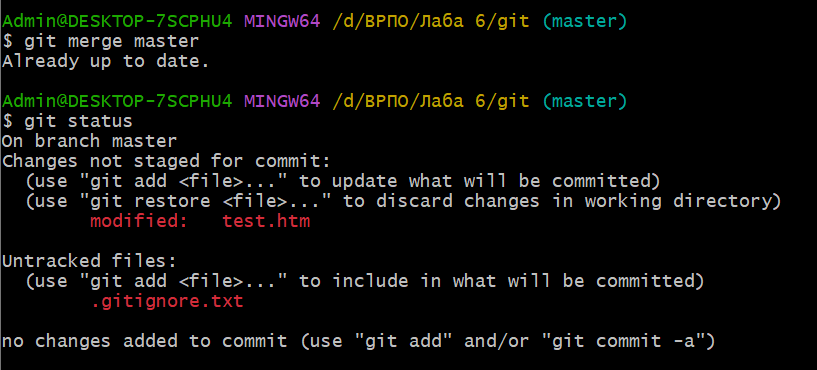 Admin@DESKTOP-7SCPHU4 MINGW64 /d/ВРПО/Лаба 6/git (master)
$ git merge master
Already up to date.
Admin@DESKTOP-7SCPHU4 MINGW64 /d/ВРПО/Лаба 6/git (master)
$ git status
On branch master
Changes not staged for commit:
  (use "git add <file>..." to update what will be committed)
  (use "git restore <file>..." to discard changes in working directory)
        modified:   test.htm
Untracked files:
  (use "git add <file>..." to include in what will be committed)
        .gitignore.txt
no changes added to commit (use "git add" and/or "git commit -a")